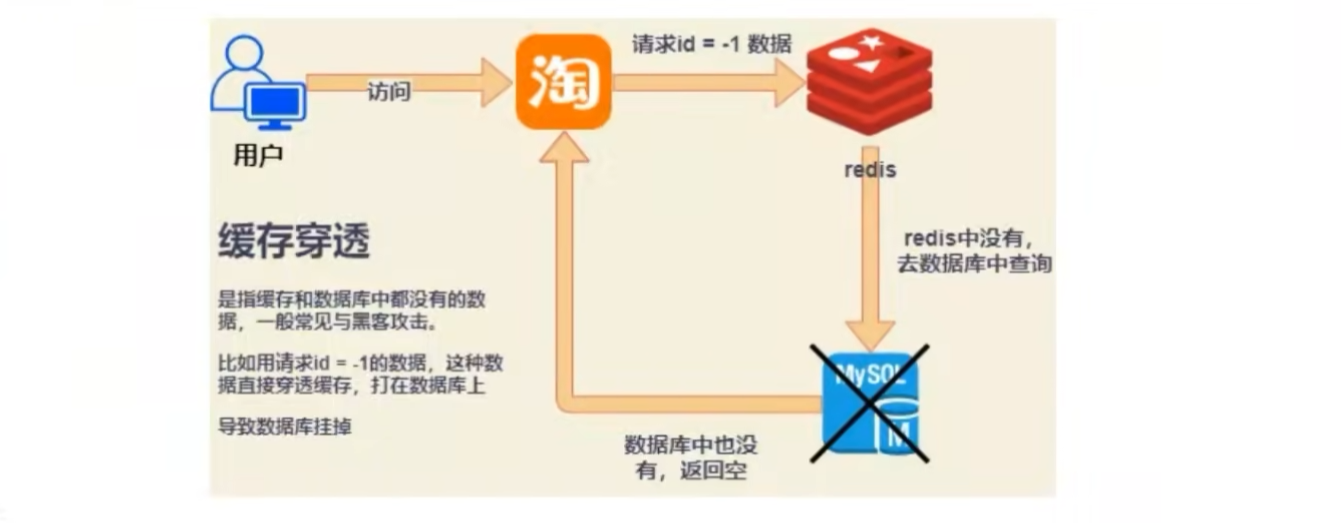 请求id = -1 数据
访问
淘
用户
redis
缓存穿透
redis中没有，
去数据库中查询
是指缓存和数据库中都没有的数
据，一般常见与黑客攻击。
比如用请求id = -1的数据，这种数
据直接穿透缓存，打在数据库上
导致数据库挂掉
MySQL
M
数据库中也没
有，返回空